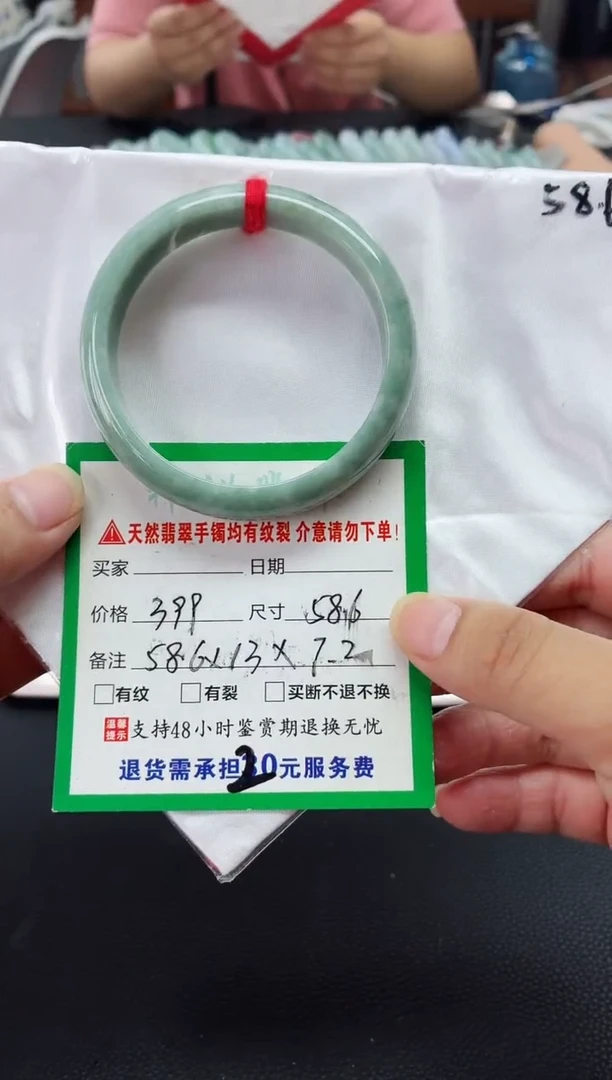 58.6
天然翡翠手镯均有纹裂 介意请勿下单!
买家 日期
价格 399 尺寸 58.6
备注 58.6x13x7.2
有纹 有裂 买断不退不换
温馨提示 支持48小时鉴赏期退换无忧
退货需承担20元服务费